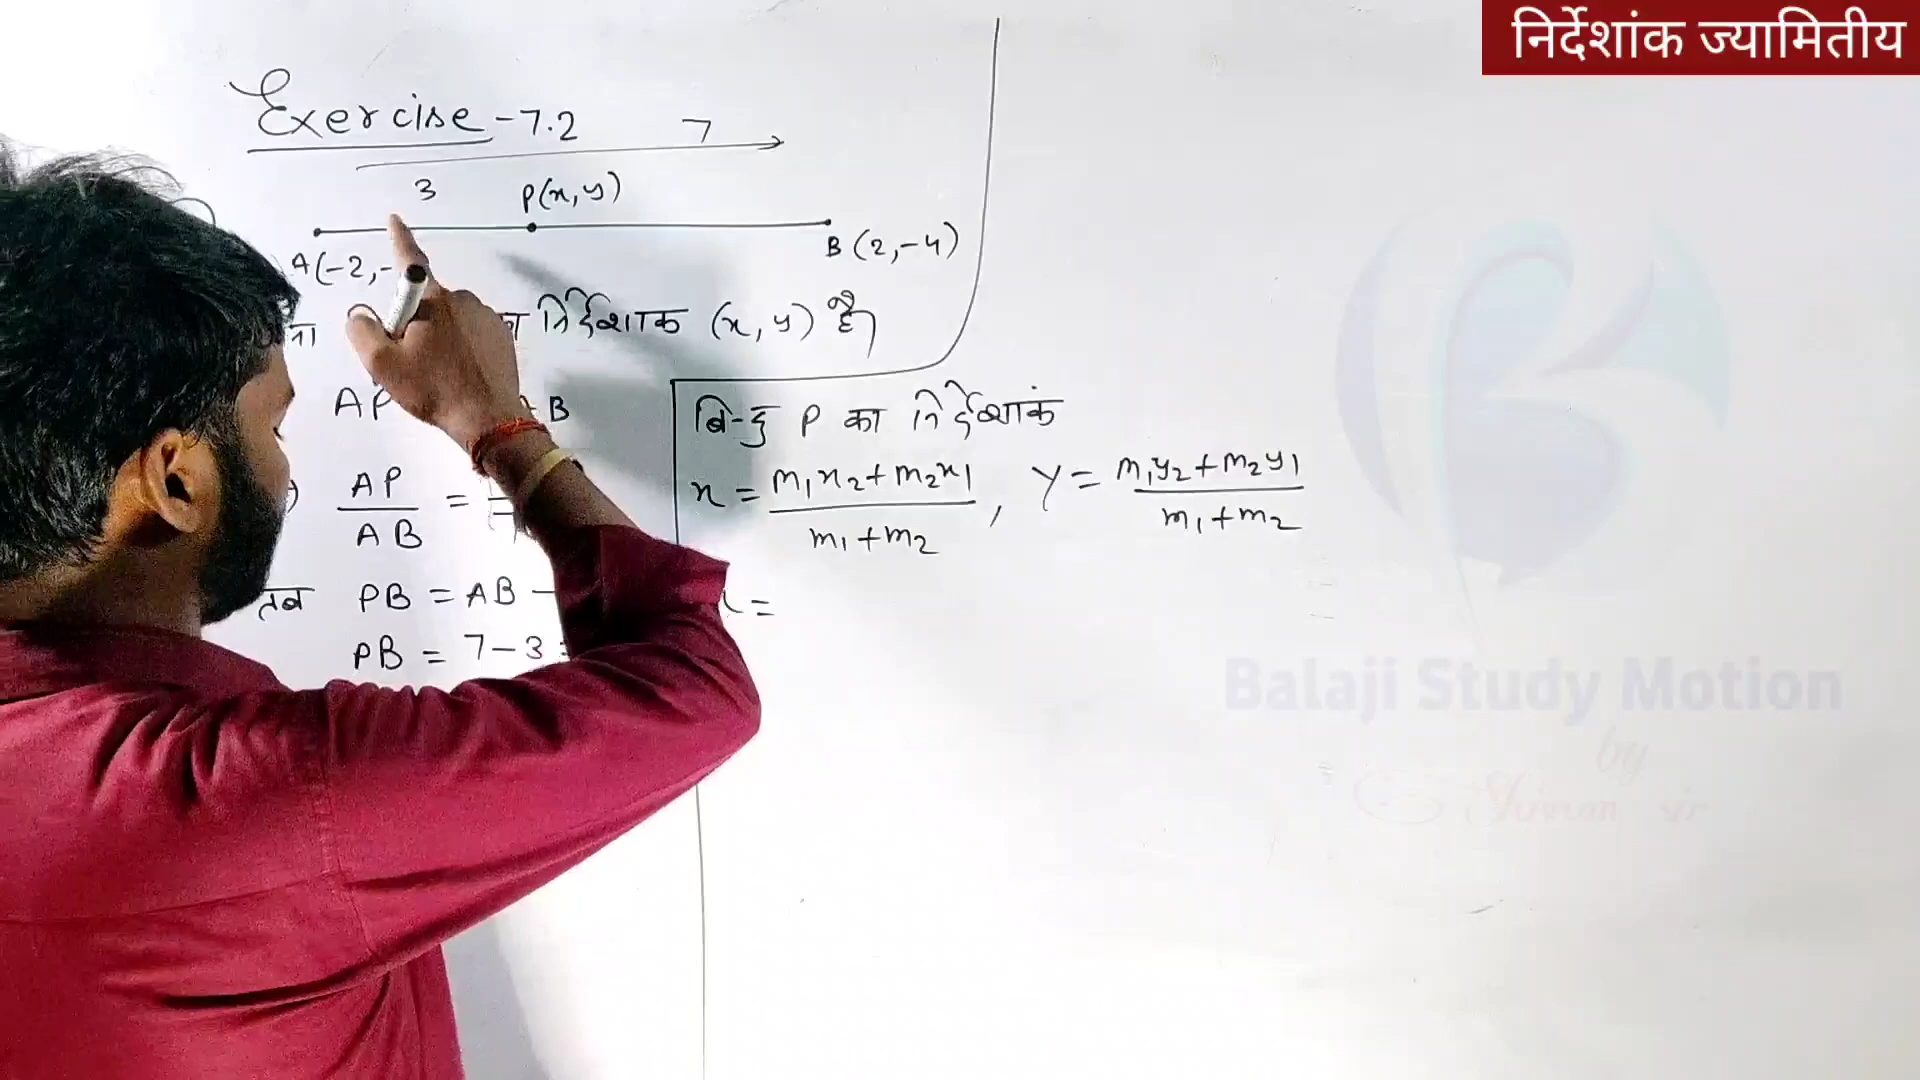 निर्देशांक ज्यामितीय
Exercise - 7.2
7
3
P(x, y)
A(-2, -
B (2, -4)
निर्देशांक (x, y) है
AP
B
AP/AB =
तब PB = AB -
PB = 7 - 3
बिन्दु P का निर्देशांक
x = m₁x₂ + m₂x₁ / m₁ + m₂ , y = m₁y₂ + m₂y₁ / m₁ + m₂
=
Balaji Study Motion
by